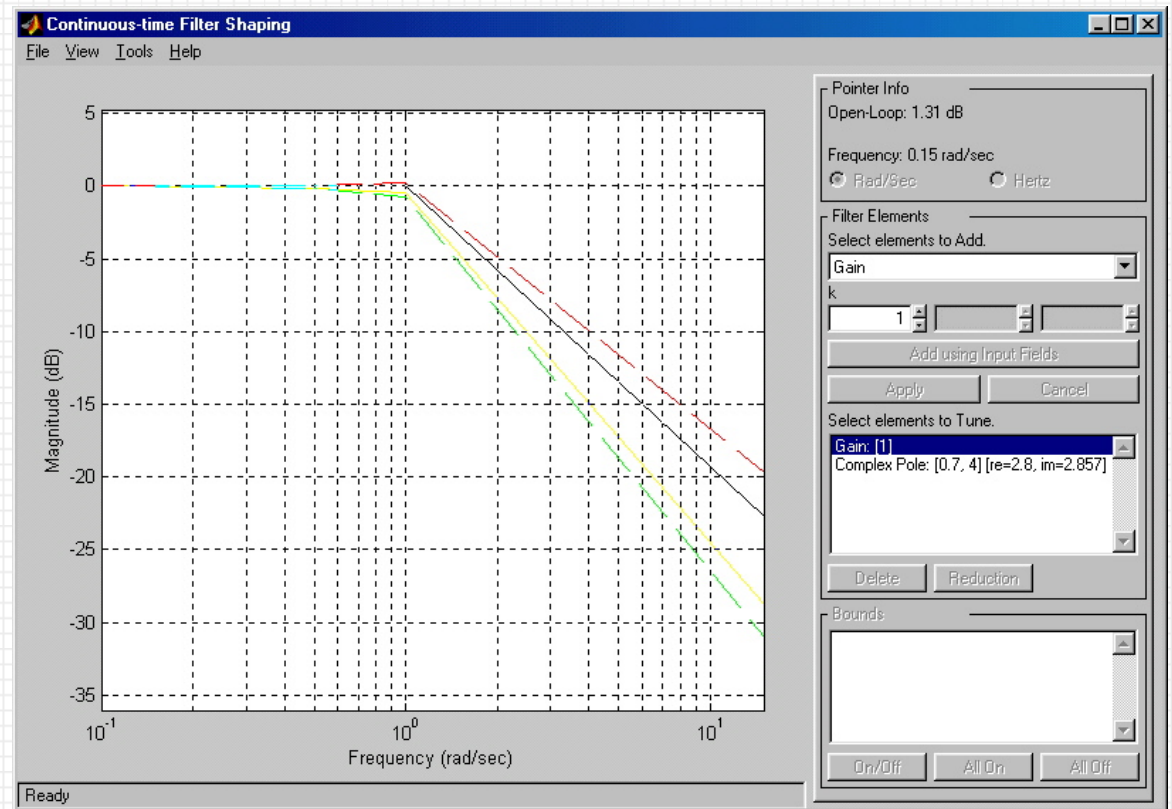 Continuous-time Filter Shaping
File View Tools Help
5
0
-5
-10
-15
-20
-25
-30
-35
Magnitude (dB)
10^-1
10^0
10^1
Frequency (rad/sec)
Pointer Info
Open-Loop: 1.31 dB
Frequency: 0.15 rad/sec
Rad/Sec Hertz
Filter Elements
Select elements to Add.
Gain
k
1
Add using Input Fields
Apply Cancel
Select elements to Tune.
Gain: [1]
Complex Pole: [0.7, 4] [re=2.8, im=2.857]
Delete Reduction
Bounds
On/Off All On All Off
Ready